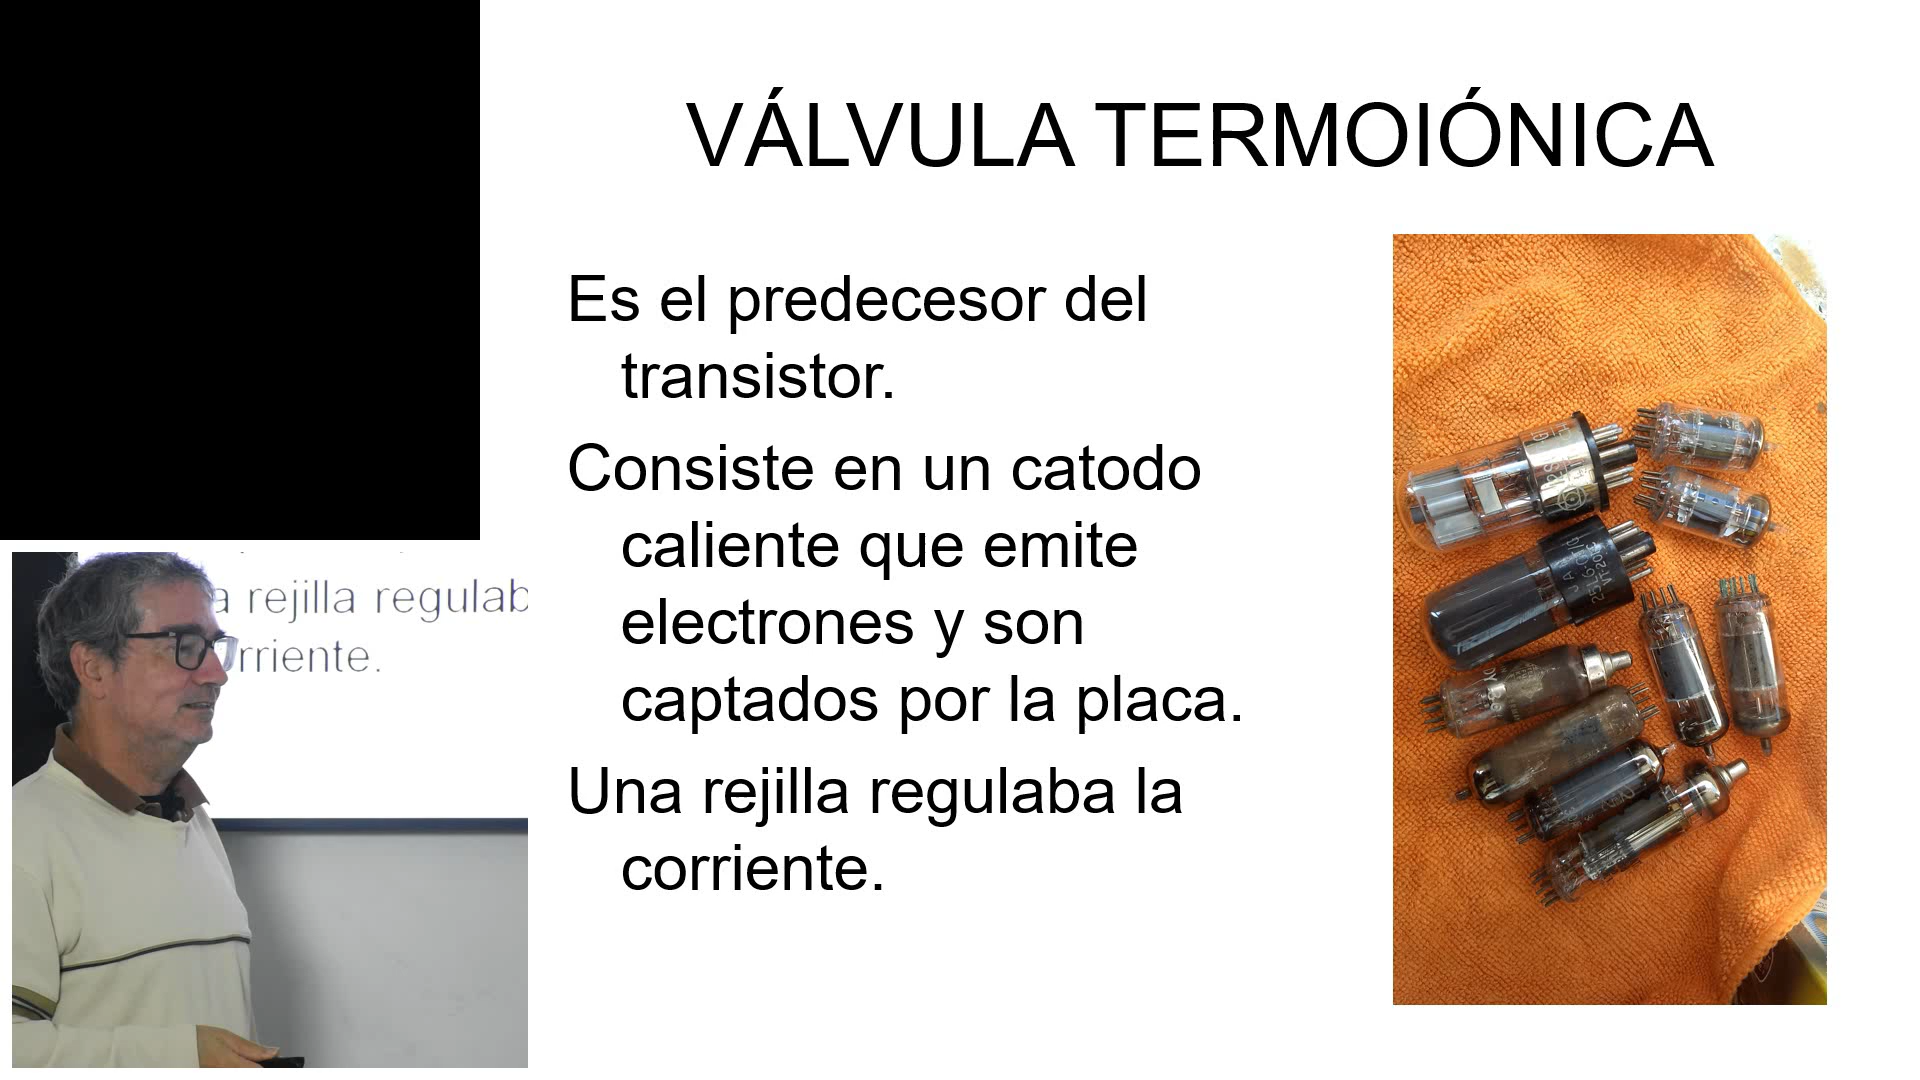 VÁLVULA TERMOIÓNICA
Es el predecesor del
transistor.
Consiste en un catodo
caliente que emite
electrones y son
captados por la placa.
Una rejilla regulaba la
corriente.
a rejilla regulab
rriente.